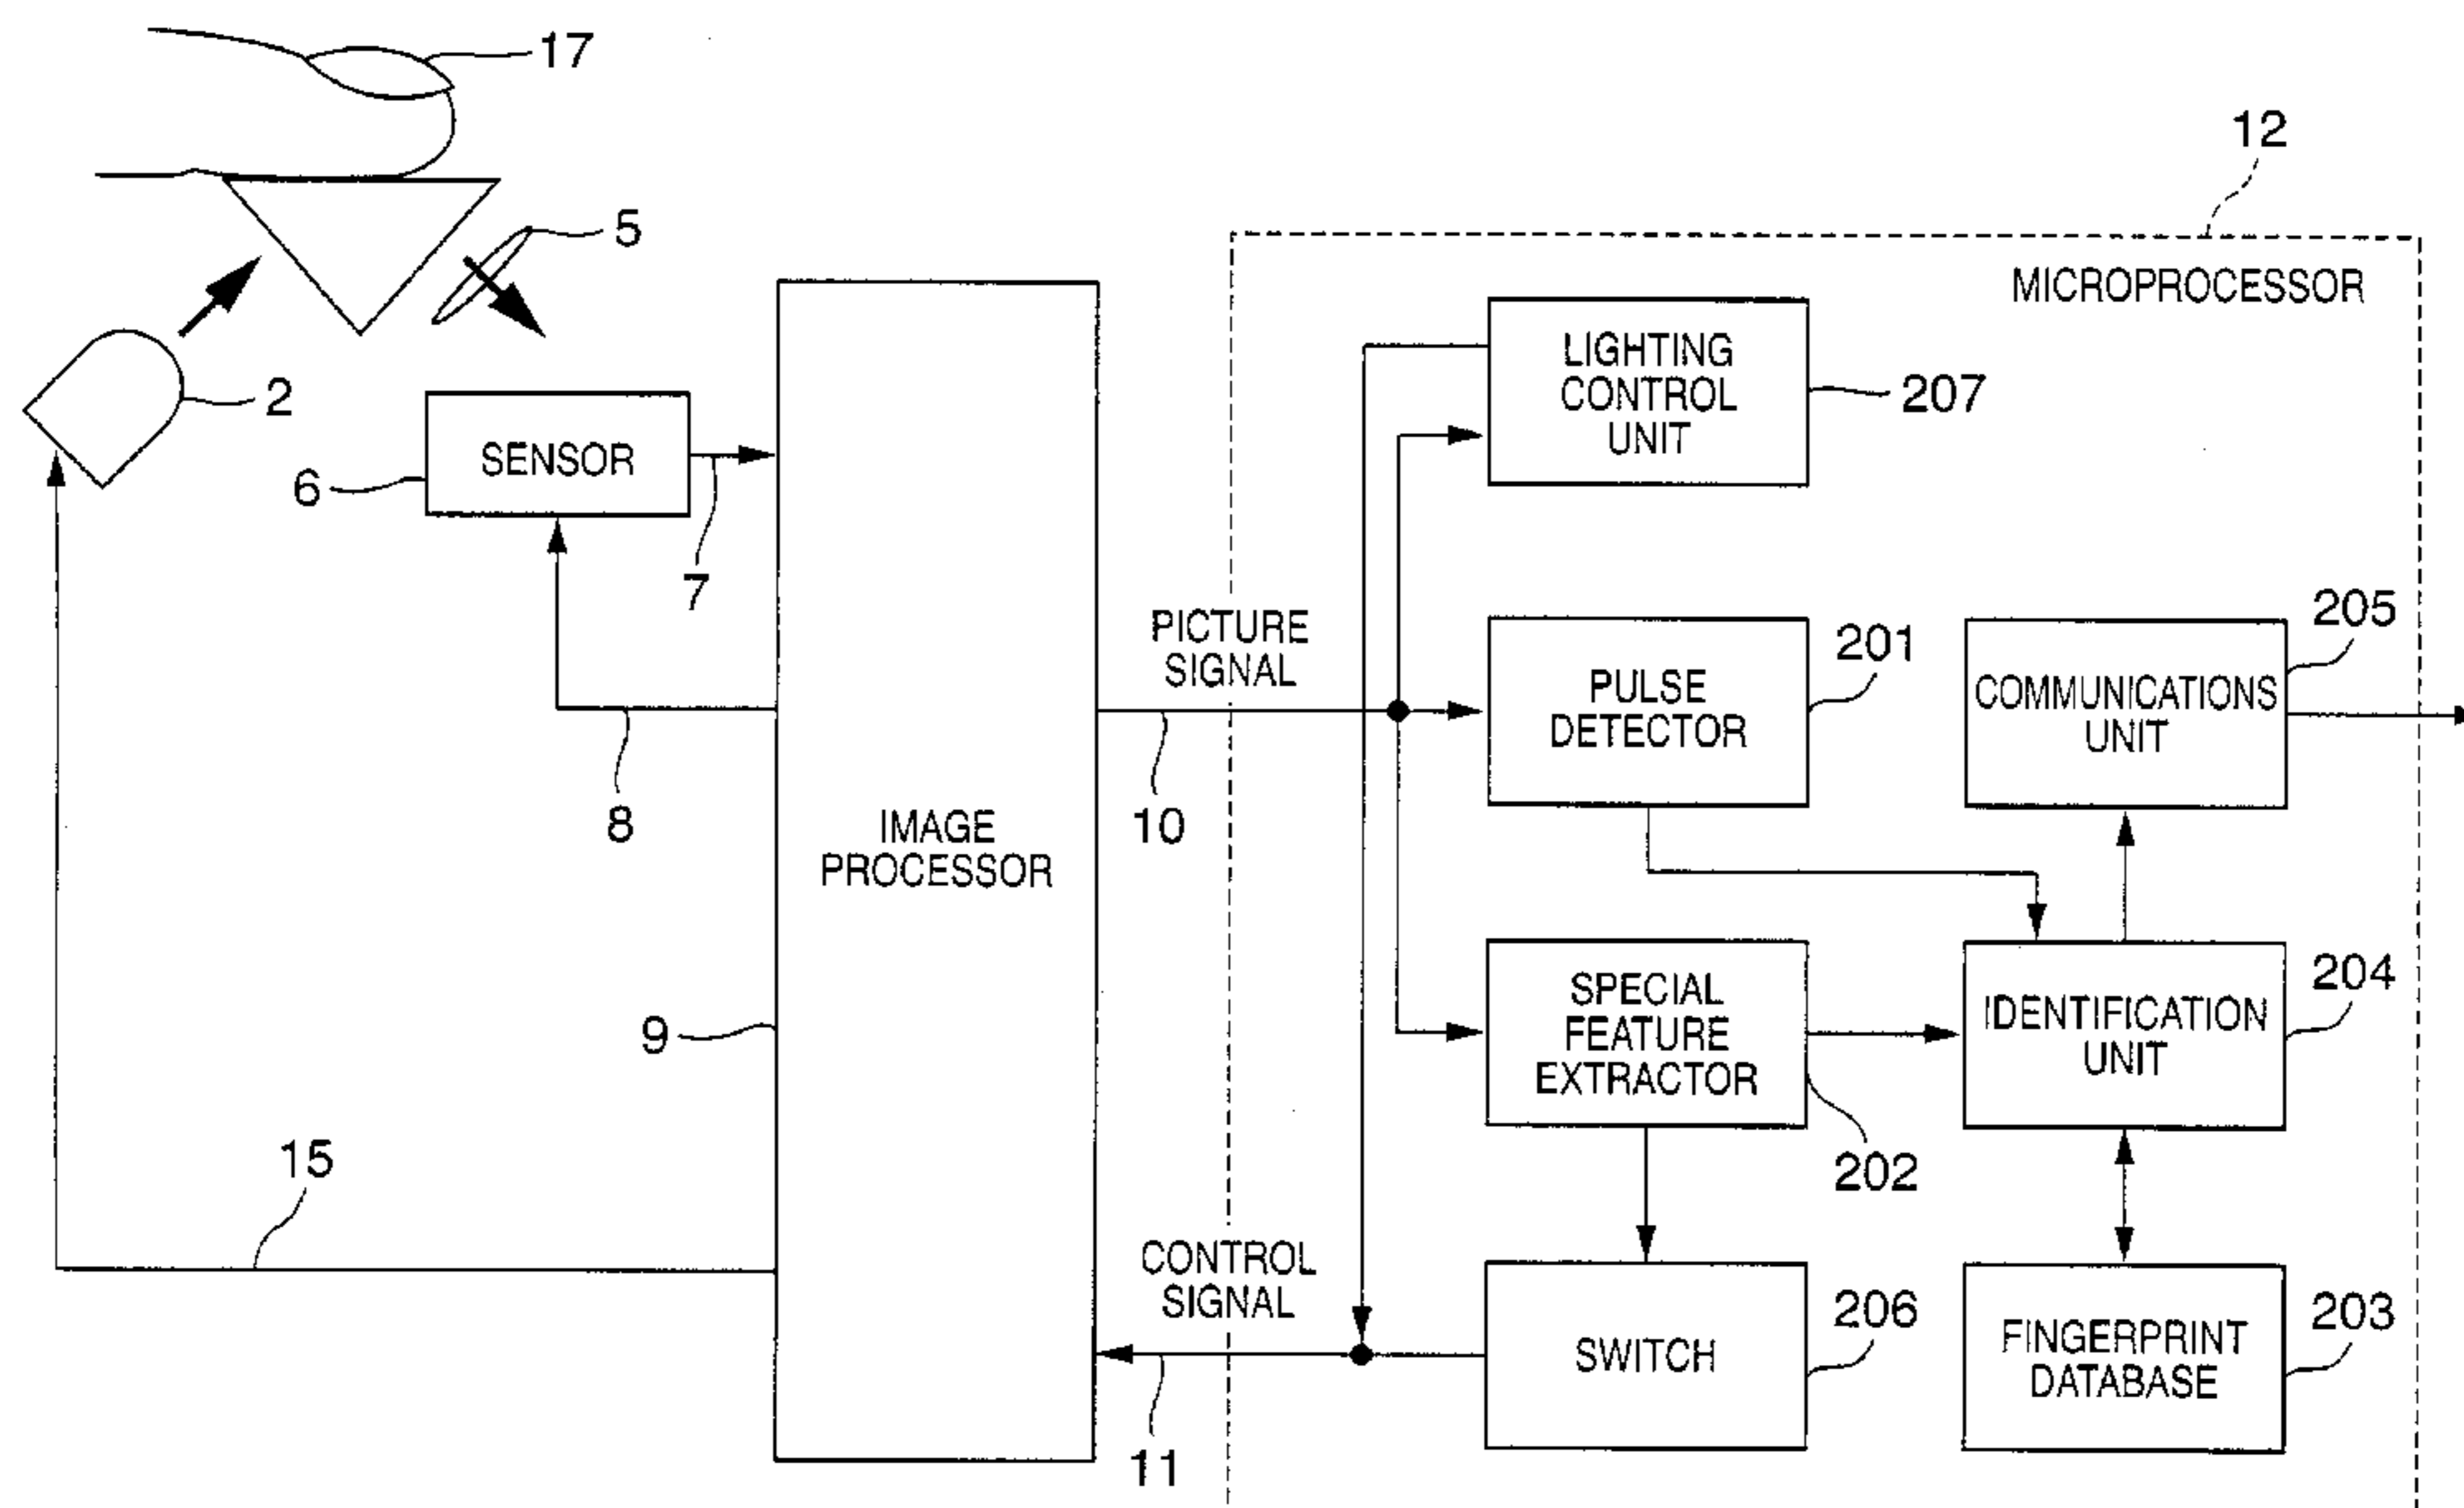 17
12
5
MICROPROCESSOR
2
LIGHTING
CONTROL
UNIT
207
SENSOR
6
7
PICTURE
SIGNAL
205
201
PULSE
DETECTOR
COMMUNICATIONS
UNIT
8
10
IMAGE
PROCESSOR
204
SPECIAL
FEATURE
EXTRACTOR
IDENTIFICATION
UNIT
9
15
202
CONTROL
SIGNAL
206
203
SWITCH
FINGERPRINT
DATABASE
11